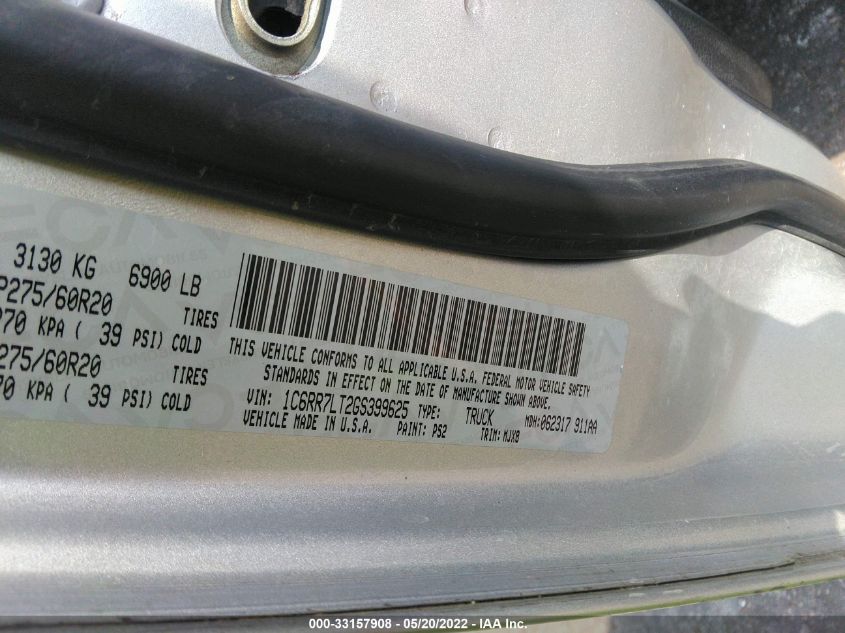 3130 KG 6900 LB
P275/60R20 TIRES
270 KPA ( 39 PSI) COLD
275/60R20 TIRES
70 KPA ( 39 PSI) COLD
THIS VEHICLE CONFORMS TO ALL APPLICABLE U.S.A. FEDERAL MOTOR VEHICLE SAFETY
STANDARDS IN EFFECT ON THE DATE OF MANUFACTURE SHOWN ABOVE.
VIN: 1C6RR7LT2GS399625 TYPE: TRUCK MDH:062317 911AA
VEHICLE MADE IN U.S.A. PAINT: PS2 TRIM: MJX9
000-33157908 - 05/20/2022 - IAA Inc.